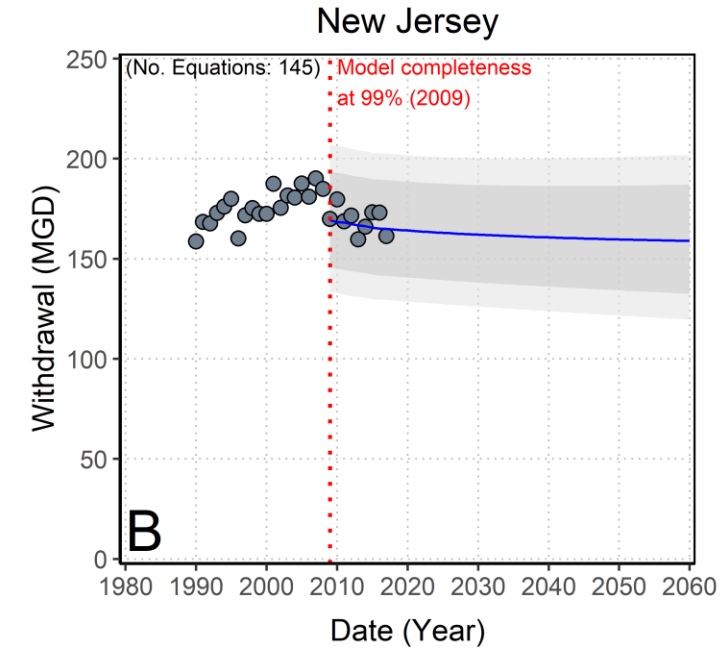 New Jersey
(No. Equations: 145)
Model completeness
at 99% (2009)
Withdrawal (MGD)
250
200
150
100
50
0
B
1980 1990 2000 2010 2020 2030 2040 2050 2060
Date (Year)